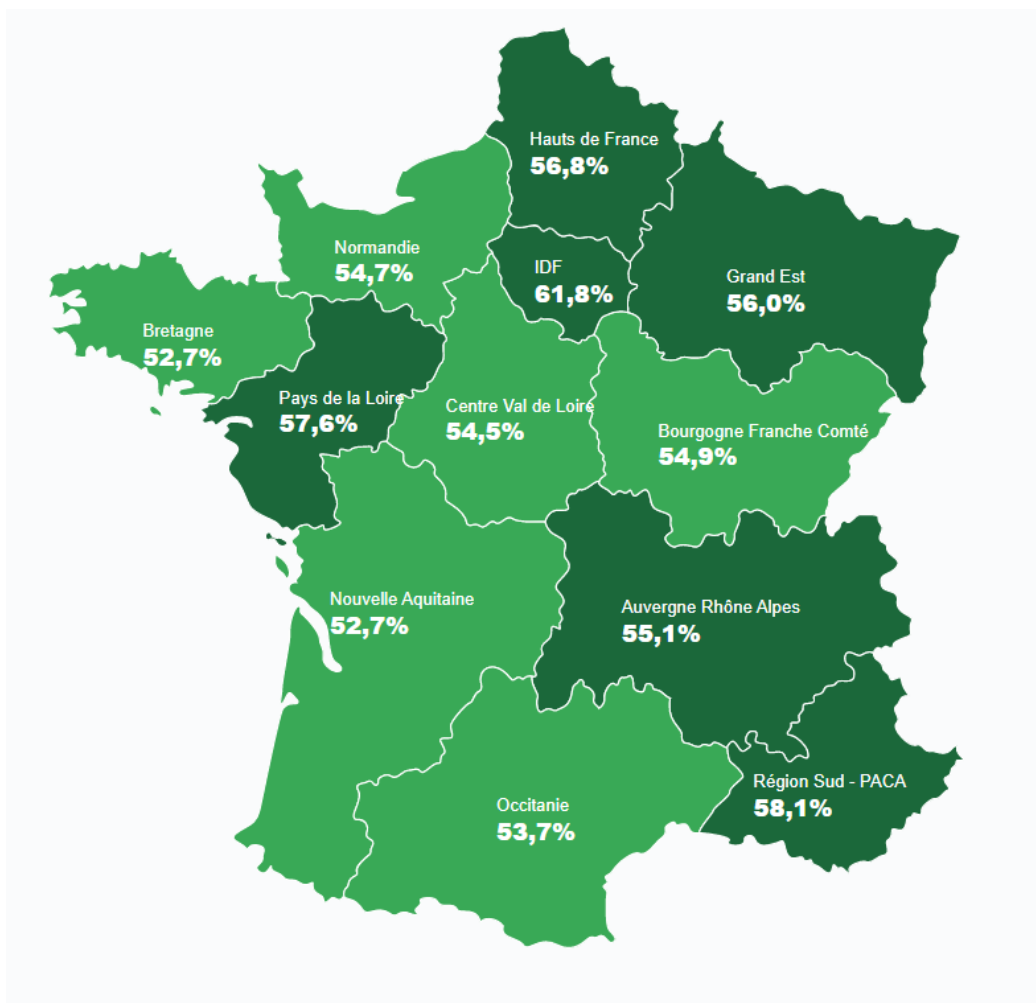 Hauts de France
56,8%
Normandie
54,7%
IDF
61,8%
Grand Est
56,0%
Bretagne
52,7%
Pays de la Loire
57,6%
Centre Val de Loire
54,5%
Bourgogne Franche Comté
54,9%
Nouvelle Aquitaine
52,7%
Auvergne Rhône Alpes
55,1%
Région Sud - PACA
58,1%
Occitanie
53,7%